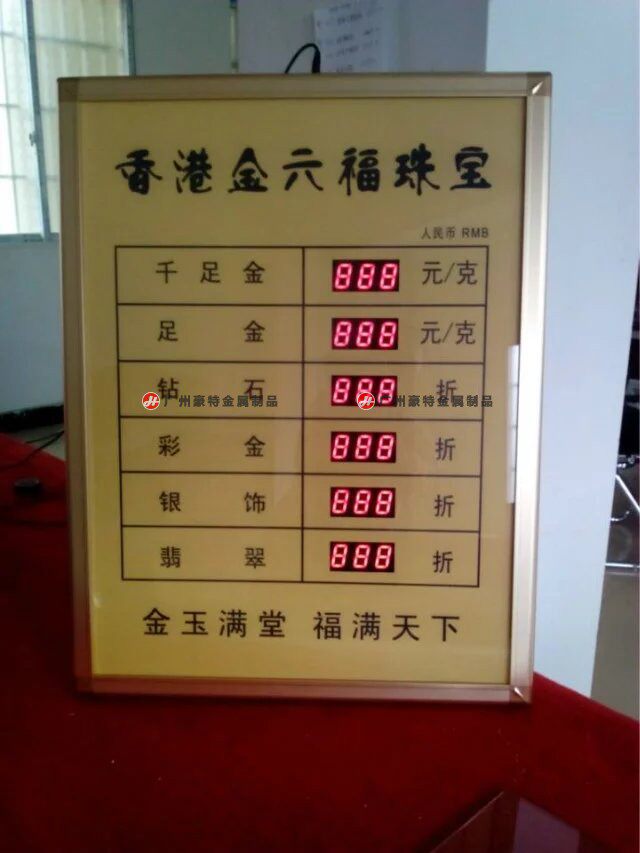 香港金六福珠宝
人民币 RMB
千足金 888 元/克
足金 888 元/克
钻石 888 折
广州豪特金属制品 广州豪特金属制品
彩金 888 折
银饰 888 折
翡翠 888 折
金玉满堂 福满天下